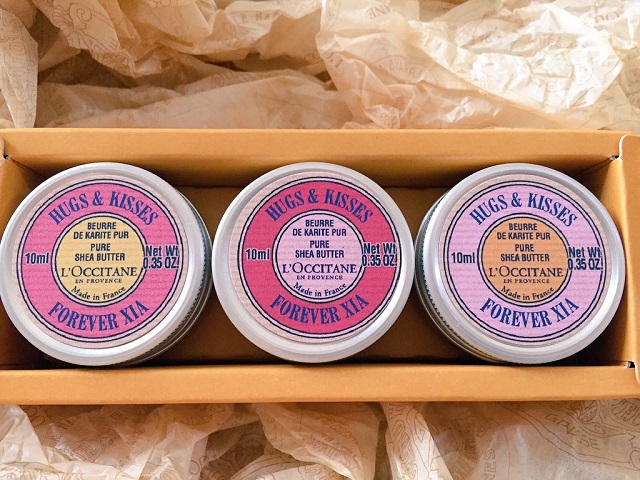 HUGS & KISSES
BEURRE
DE KARITE PUR
PURE
SHEA BUTTER
10ml
Net Wt
0.35 OZ.
L'OCCITANE
EN PROVENCE
Made in France
FOREVER XIA
HUGS & KISSES
BEURRE
DE KARITE PUR
PURE
SHEA BUTTER
10ml
Net Wt
0.35 OZ.
L'OCCITANE
EN PROVENCE
Made in France
FOREVER XIA
HUGS & KISSES
BEURRE
DE KARITE PUR
PURE
SHEA BUTTER
10ml
Net Wt
0.35 OZ.
L'OCCITANE
EN PROVENCE
Made in France
FOREVER XIA